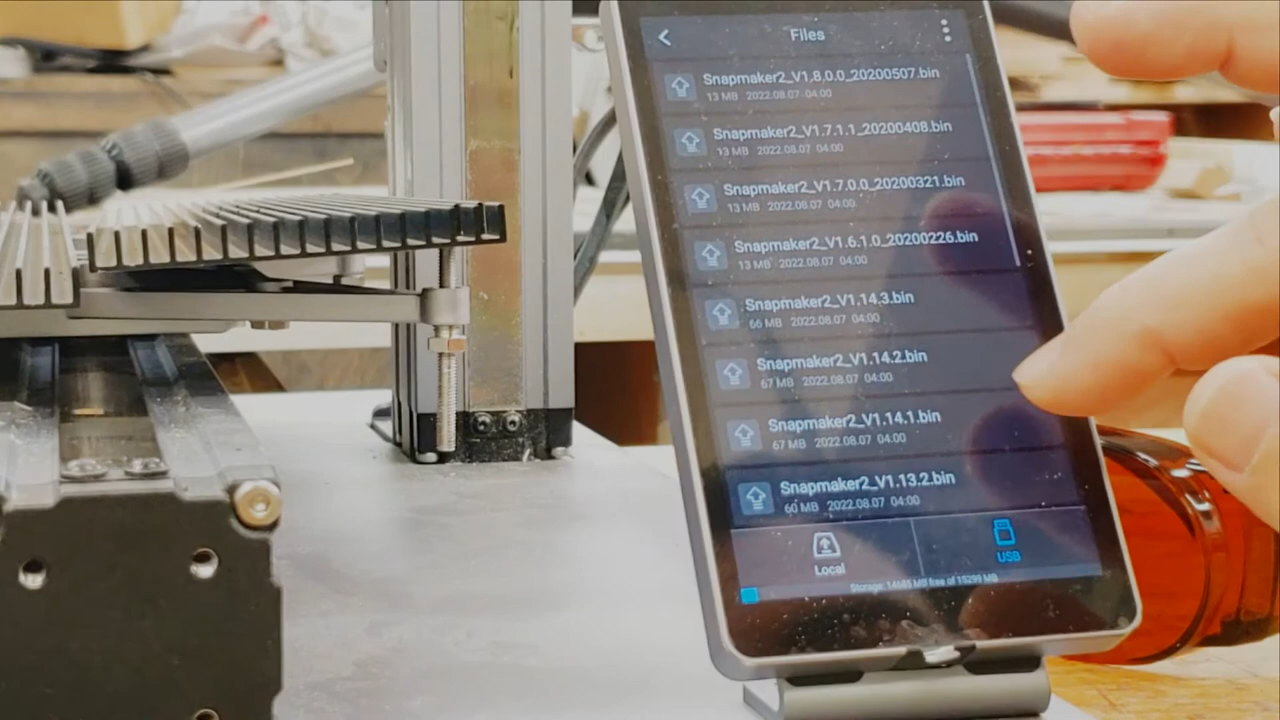 Files
Snapmaker2_V1.8.0.0_20200507.bin
13 MB 2022.08.07 04:00
Snapmaker2_V1.7.1.1_20200408.bin
13 MB 2022.08.07 04:00
Snapmaker2_V1.7.0.0_20200321.bin
13 MB 2022.08.07 04:00
Snapmaker2_V1.6.1.0_20200226.bin
13 MB 2022.08.07 04:00
Snapmaker2_V1.14.3.bin
66 MB 2022.08.07 04:00
Snapmaker2_V1.14.2.bin
67 MB 2022.08.07 04:00
Snapmaker2_V1.14.1.bin
67 MB 2022.08.07 04:00
Snapmaker2_V1.13.2.bin
60 MB 2022.08.07 04:00
Local
USB
Storage: 14685 MB free of 15299 MB